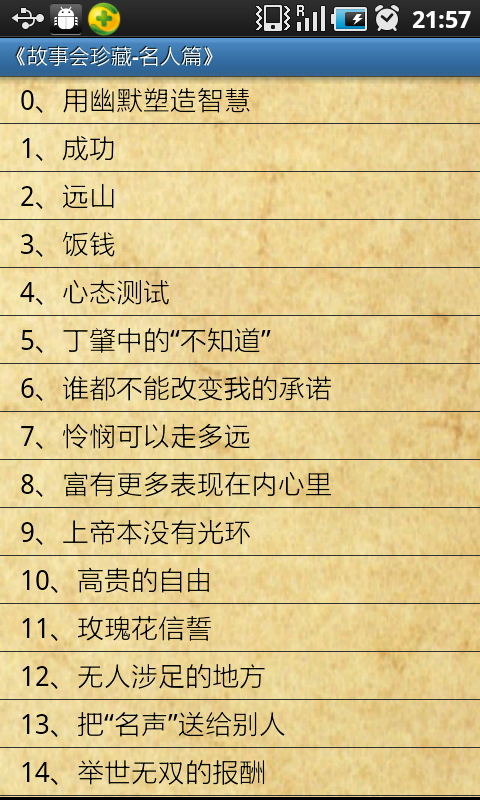 R
21:57
《故事会珍藏-名人篇》
0、用幽默塑造智慧
1、成功
2、远山
3、饭钱
4、心态测试
5、丁肇中的“不知道”
6、谁都不能改变我的承诺
7、怜悯可以走多远
8、富有更多表现在内心里
9、上帝本没有光环
10、高贵的自由
11、玫瑰花信誓
12、无人涉足的地方
13、把“名声”送给别人
14、举世无双的报酬